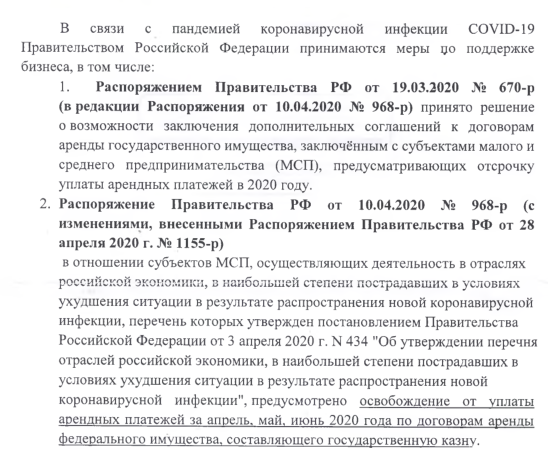 В связи с пандемией коронавирусной инфекции COVID-19
Правительством Российской Федерации принимаются меры по поддержке
бизнеса, в том числе:
1. Распоряжением Правительства РФ от 19.03.2020 № 670-р
(в редакции Распоряжения от 10.04.2020 № 968-р) принято решение
о возможности заключения дополнительных соглашений к договорам
аренды государственного имущества, заключённым с субъектами малого и
среднего предпринимательства (МСП), предусматривающих отсрочку
уплаты арендных платежей в 2020 году.
2. Распоряжение Правительства РФ от 10.04.2020 № 968-р (с
изменениями, внесенными Распоряжением Правительства РФ от 28
апреля 2020 г. № 1155-р)
в отношении субъектов МСП, осуществляющих деятельность в отраслях
российской экономики, в наибольшей степени пострадавших в условиях
ухудшения ситуации в результате распространения новой коронавирусной
инфекции, перечень которых утвержден постановлением Правительства
Российской Федерации от 3 апреля 2020 г. N 434 "Об утверждении перечня
отраслей российской экономики, в наибольшей степени пострадавших в
условиях ухудшения ситуации в результате распространения новой
коронавирусной инфекции", предусмотрено освобождение от уплаты
арендных платежей за апрель, май, июнь 2020 года по договорам аренды
федерального имущества, составляющего государственную казну.